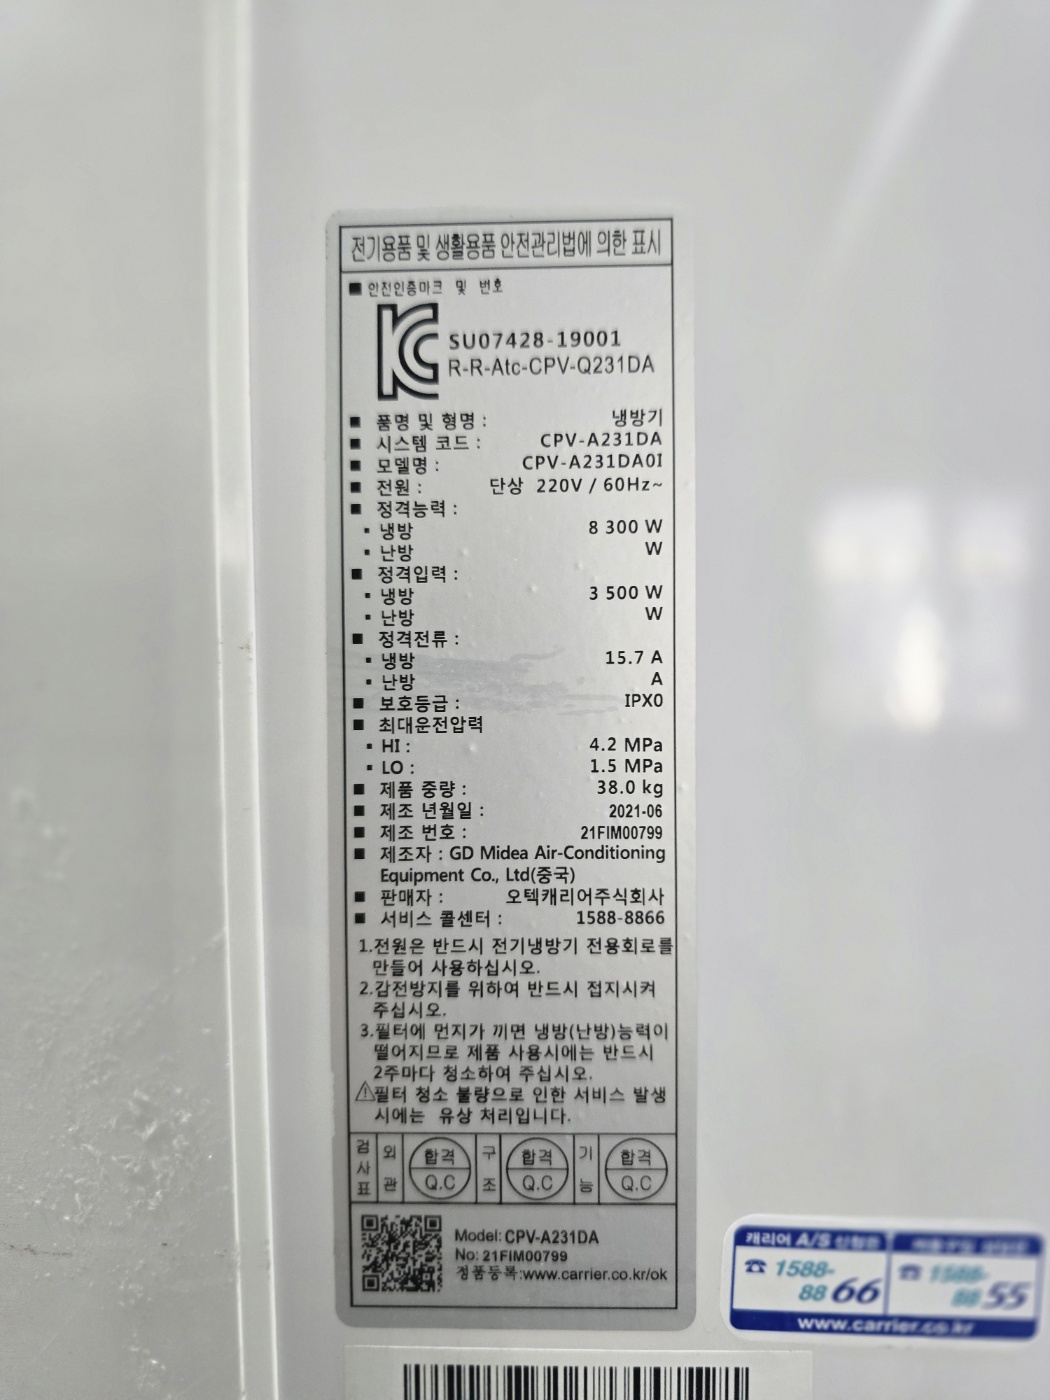 전기용품 및 생활용품 안전관리법에 의한 표시
■ 안전인증마크 및 번호
SU07428-19001
R-R-Atc-CPV-Q231DA
■ 품명 및 형명 : 냉방기
■ 시스템 코드 : CPV-A231DA
■ 모델명 : CPV-A231DA0I
■ 전원 : 단상 220V / 60Hz~
■ 정격능력 :
▪ 냉방 8 300 W
▪ 난방 W
■ 정격입력 :
▪ 냉방 3 500 W
▪ 난방 W
■ 정격전류 :
▪ 냉방 15.7 A
▪ 난방 A
■ 보호등급 : IPX0
■ 최대운전압력
▪ HI : 4.2 MPa
▪ LO : 1.5 MPa
■ 제품 중량 : 38.0 kg
■ 제조 년월일 : 2021-06
■ 제조 번호 : 21FIM00799
■ 제조자 : GD Midea Air-Conditioning
Equipment Co., Ltd(중국)
■ 판매자 : 오텍캐리어주식회사
■ 서비스 콜센터 : 1588-8866
1.전원은 반드시 전기냉방기 전용회로를
만들어 사용하십시오.
2.감전방지를 위하여 반드시 접지시켜
주십시오.
3.필터에 먼지가 끼면 냉방(난방)능력이
떨어지므로 제품 사용시에는 반드시
2주마다 청소하여 주십시오.
⚠필터 청소 불량으로 인한 서비스 발생
시에는 유상 처리입니다.
검사표 외관 합격 Q.C 구조 합격 Q.C 기능 합격 Q.C
Model: CPV-A231DA
No: 21FIM00799
정품등록:www.carrier.co.kr/ok
캐리어 A/S 신청은
☎ 1588-
8866
☎ 1588-
8855
www.carrier.co.kr